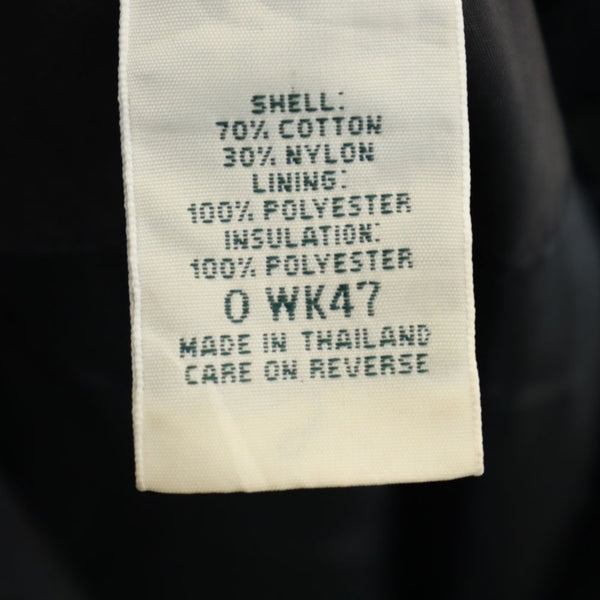 SHELL:
70% COTTON
30% NYLON
LINING:
100% POLYESTER
INSULATION:
100% POLYESTER
0 WK47
MADE IN THAILAND
CARE ON REVERSE